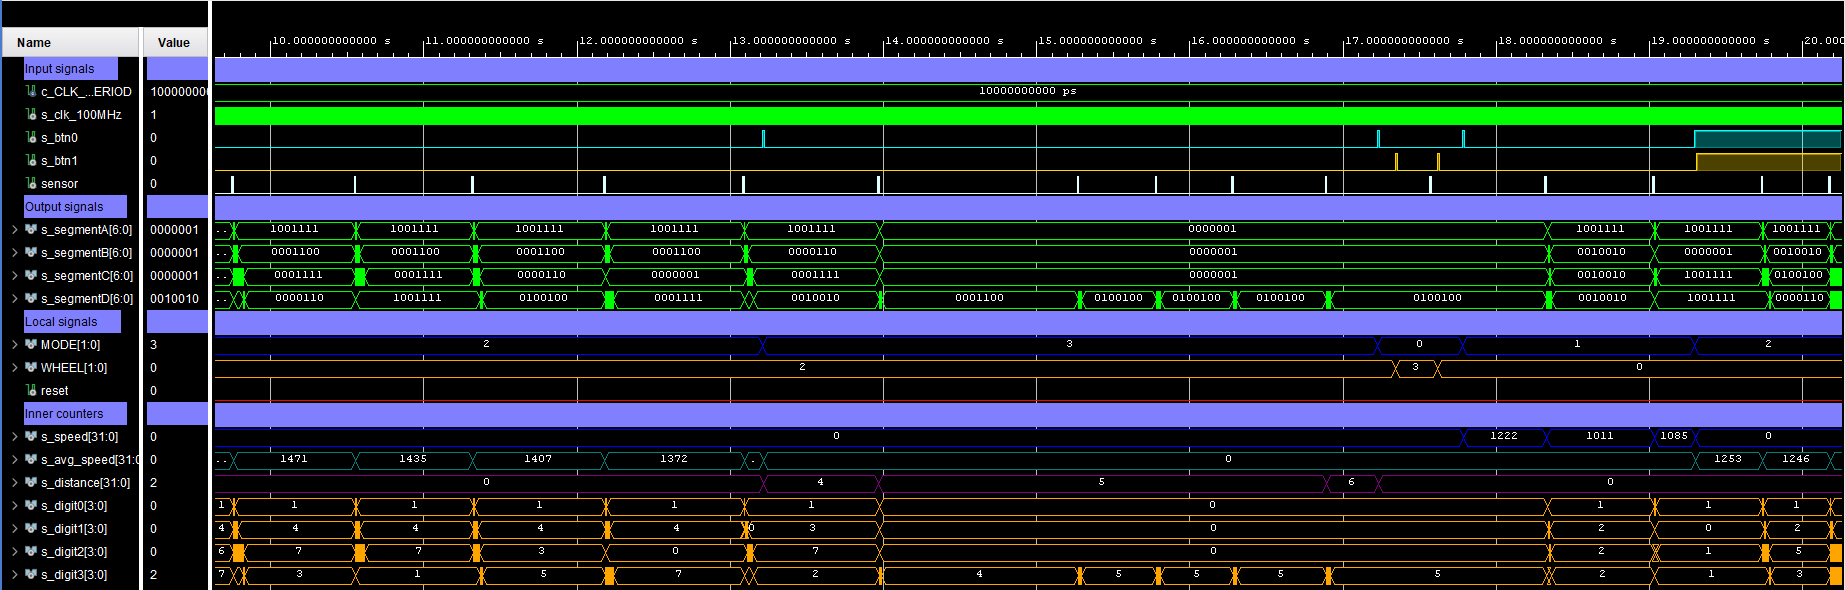 Name Value 10.000000000000 s 11.000000000000 s 12.000000000000 s 13.000000000000 s 14.000000000000 s 15.000000000000 s 16.000000000000 s 17.000000000000 s 18.000000000000 s 19.000000000000 s 20.000
Input signals
c_CLK_...ERIOD 100000000 10000000000 ps
s_clk_100MHz 1
s_btn0 0
s_btn1 0
sensor 0
Output signals
s_segmentA[6:0] 0000001 .. 1001111 1001111 1001111 1001111 1001111 0000001 1001111 1001111 1001111
s_segmentB[6:0] 0000001 .. 0001100 0001100 0001100 0001100 0000110 0000001 0010010 0000001 0010010
s_segmentC[6:0] 0000001 .. 0001111 0001111 0000110 0000001 0001111 0000001 0010010 1001111 0100100
s_segmentD[6:0] 0010010 .. 0000110 1001111 0100100 0001111 0010010 0001100 0100100 0100100 0100100 0100100 0010010 1001111 0000110
Local signals
MODE[1:0] 3 2 3 0 1 2
WHEEL[1:0] 0 2 3 0
reset 0
Inner counters
s_speed[31:0] 0 0 1222 1011 1085 0
s_avg_speed[31:0 0 .. 1471 1435 1407 1372 . 0 1253 1246
s_distance[31:0] 2 0 4 5 6 0
s_digit0[3:0] 0 1 1 1 1 1 1 0 1 1 1
s_digit1[3:0] 0 4 4 4 4 4 0 3 0 2 0 2
s_digit2[3:0] 0 6 7 7 3 0 7 0 2 1 5
s_digit3[3:0] 2 7 3 1 5 7 2 4 5 5 5 5 2 1 3